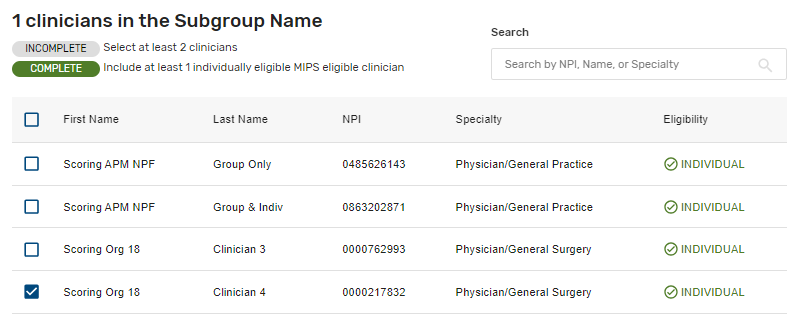 1 clinicians in the Subgroup Name
INCOMPLETE Select at least 2 clinicians
COMPLETE Include at least 1 individually eligible MIPS eligible clinician
Search
Search by NPI, Name, or Specialty
First Name Last Name NPI Specialty Eligibility
Scoring APM NPF Group Only 0485626143 Physician/General Practice INDIVIDUAL
Scoring APM NPF Group & Indiv 0863202871 Physician/General Practice INDIVIDUAL
Scoring Org 18 Clinician 3 0000762993 Physician/General Surgery INDIVIDUAL
Scoring Org 18 Clinician 4 0000217832 Physician/General Surgery INDIVIDUAL